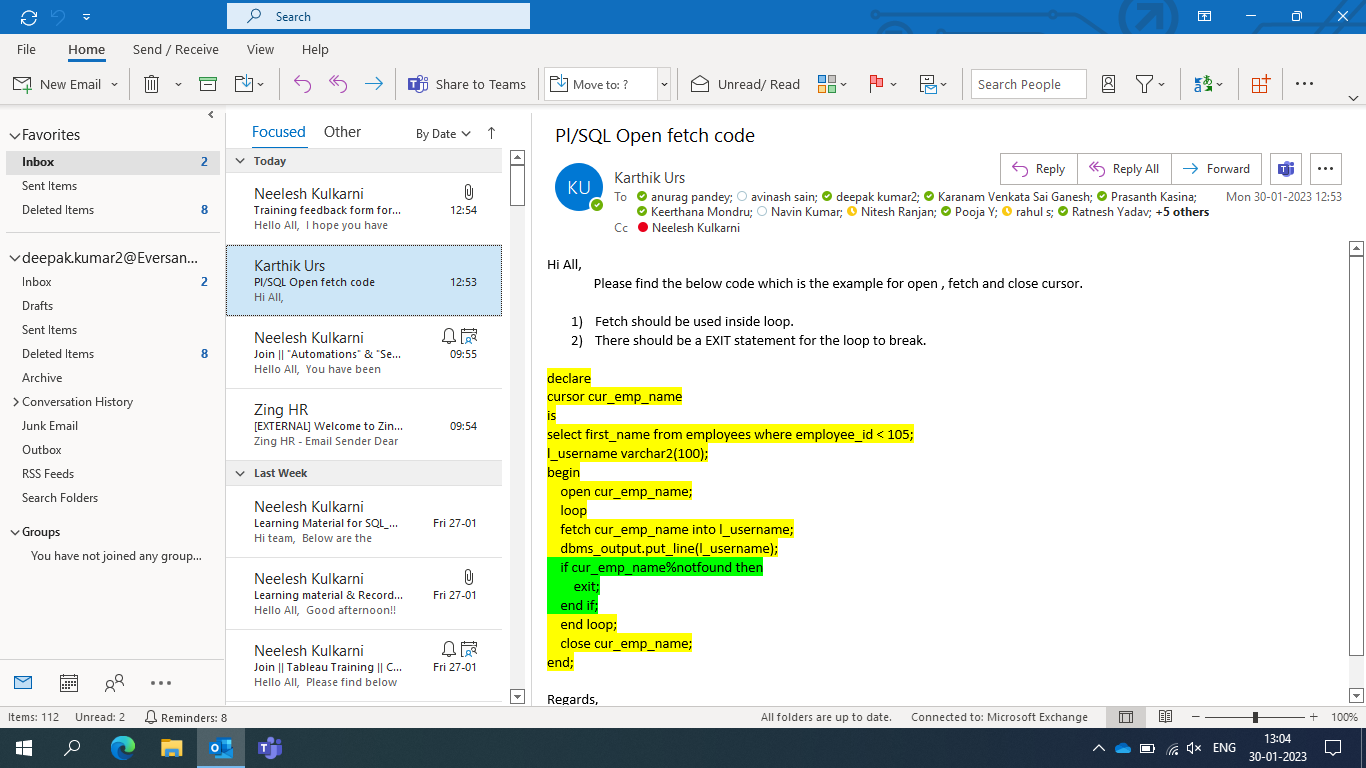 Search
File Home Send / Receive View Help
New Email Share to Teams Move to: ? Unread/ Read Search People
Favorites
Inbox 2
Sent Items
Deleted Items 8
deepak.kumar2@Eversan...
Inbox 2
Drafts
Sent Items
Deleted Items 8
Archive
Conversation History
Junk Email
Outbox
RSS Feeds
Search Folders
Groups
You have not joined any group...
Focused Other By Date
Today
Neelesh Kulkarni
Training feedback form for... 12:54
Hello All, I hope you have
Karthik Urs
Pl/SQL Open fetch code 12:53
Hi All,
Neelesh Kulkarni
Join || "Automations" & "Se... 09:55
Hello All, You have been
Zing HR
[EXTERNAL] Welcome to Zin... 09:54
Zing HR - Email Sender Dear
Last Week
Neelesh Kulkarni
Learning Material for SQL_... Fri 27-01
Hi team, Below are the
Neelesh Kulkarni
Learning material & Record... Fri 27-01
Hello All, Good afternoon!!
Neelesh Kulkarni
Join || Tableau Training || C... Fri 27-01
Hello All, Please find below
Pl/SQL Open fetch code
Reply Reply All Forward
KU
Karthik Urs
To anurag pandey; avinash sain; deepak kumar2; Karanam Venkata Sai Ganesh; Prasanth Kasina; Mon 30-01-2023 12:53
Keerthana Mondru; Navin Kumar; Nitesh Ranjan; Pooja Y; rahul s; Ratnesh Yadav; +5 others
Cc Neelesh Kulkarni
Hi All,
Please find the below code which is the example for open , fetch and close cursor.
1) Fetch should be used inside loop.
2) There should be a EXIT statement for the loop to break.
declare
cursor cur_emp_name
is
select first_name from employees where employee_id < 105;
l_username varchar2(100);
begin
open cur_emp_name;
loop
fetch cur_emp_name into l_username;
dbms_output.put_line(l_username);
if cur_emp_name%notfound then
exit;
end if;
end loop;
close cur_emp_name;
end;
Regards,
Items: 112 Unread: 2 Reminders: 8 All folders are up to date. Connected to: Microsoft Exchange 100%
ENG 13:04
30-01-2023